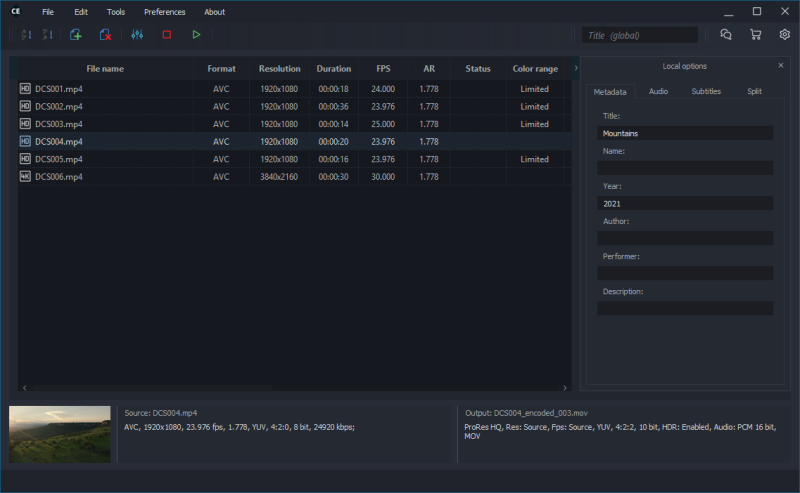 CE File Edit Tools Preferences About
Title (global)
File name Format Resolution Duration FPS AR Status Color range
HD DCS001.mp4 AVC 1920x1080 00:00:18 24.000 1.778 Limited
HD DCS002.mp4 AVC 1920x1080 00:00:36 23.976 1.778 Limited
HD DCS003.mp4 AVC 1920x1080 00:00:14 25.000 1.778 Limited
HD DCS004.mp4 AVC 1920x1080 00:00:20 23.976 1.778
HD DCS005.mp4 AVC 1920x1080 00:00:16 23.976 1.778 Limited
4K DCS006.mp4 AVC 3840x2160 00:00:30 30.000 1.778
Local options
Metadata Audio Subtitles Split
Title:
Mountains
Name:
Year:
2021
Author:
Performer:
Description:
Source: DCS004.mp4
AVC, 1920x1080, 23.976 fps, 1.778, YUV, 4:2:0, 8 bit, 24920 kbps;
Output: DCS004_encoded_003.mov
ProRes HQ, Res: Source, Fps: Source, YUV, 4:2:2, 10 bit, HDR: Enabled, Audio: PCM 16 bit,
MOV